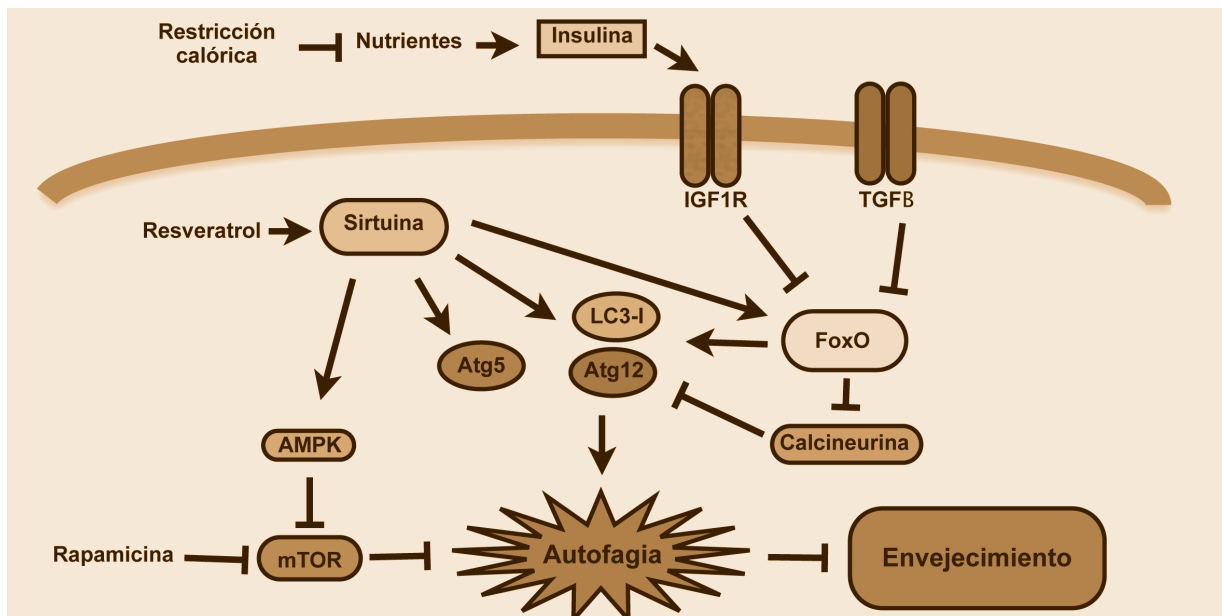 Restricción
calórica
Nutrientes
Insulina
IGF1R
TGFB
Resveratrol
Sirtuina
LC3-I
FoxO
Atg5
Atg12
AMPK
Calcineurina
Rapamicina
mTOR
Autofagia
Envejecimiento